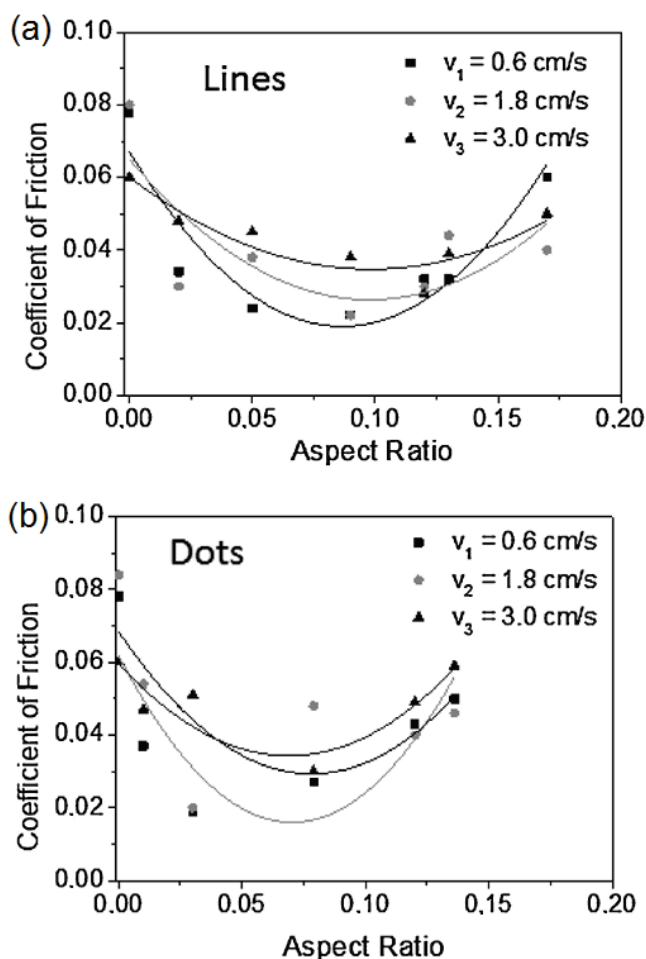 (a)
Lines
v₁ = 0.6 cm/s
v₂ = 1.8 cm/s
v₃ = 3.0 cm/s
Coefficient of Friction
0.10
0.08
0.06
0.04
0.02
0.00
0.00 0.05 0.10 0.15 0.20
Aspect Ratio
(b)
Dots
v₁ = 0.6 cm/s
v₂ = 1.8 cm/s
v₃ = 3.0 cm/s
Coefficient of Friction
0.10
0.08
0.06
0.04
0.02
0.00
0.00 0.05 0.10 0.15 0.20
Aspect Ratio